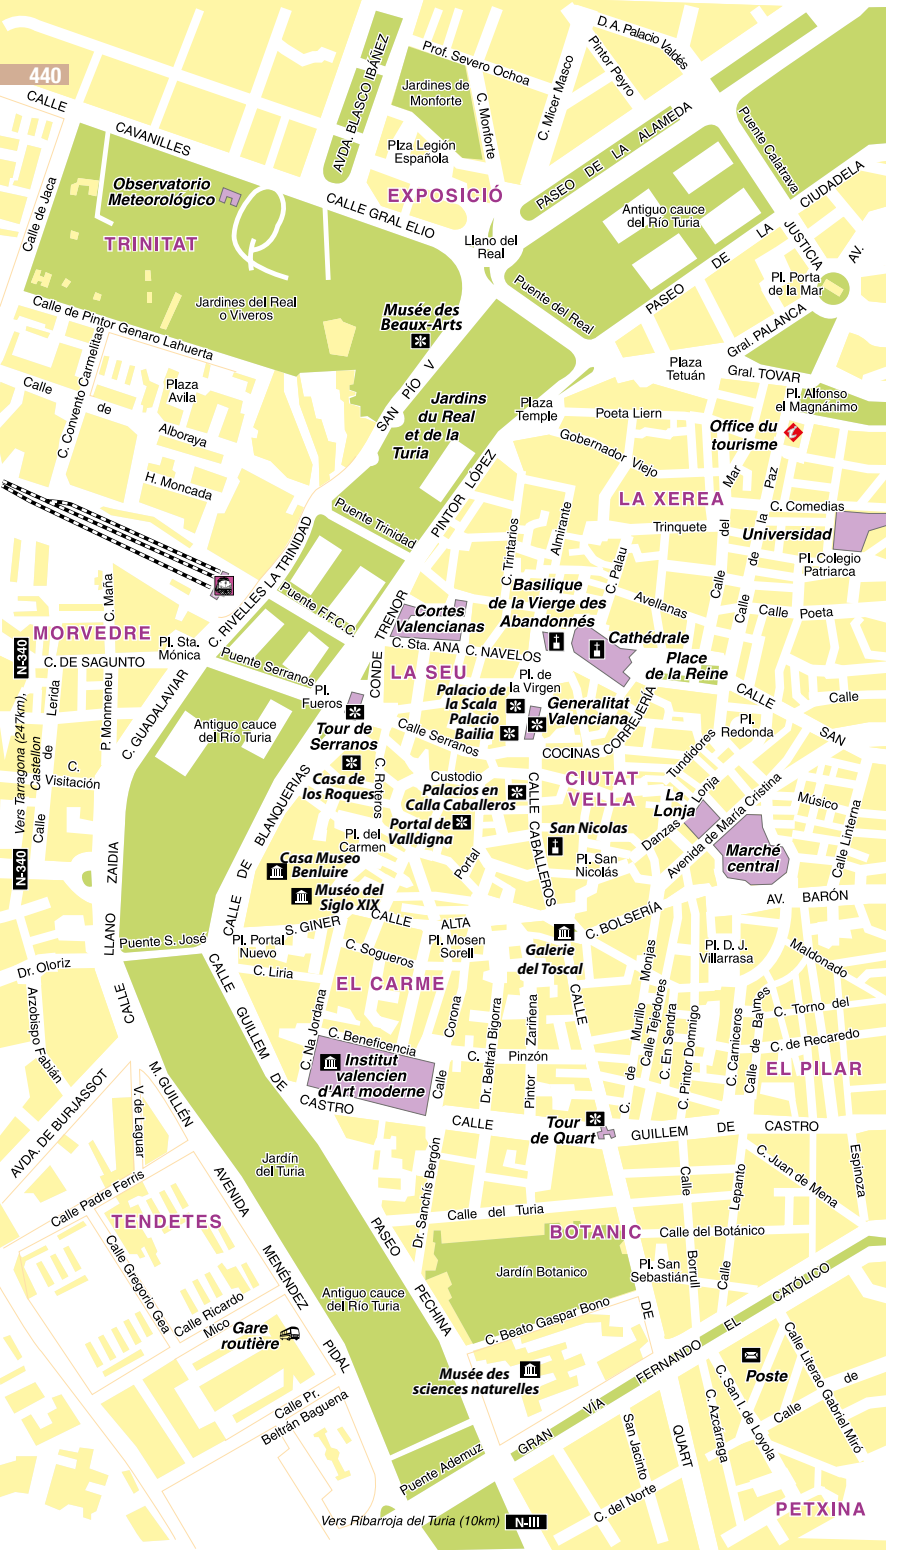 440
CALLE
CAVANILLES
AVDA. BLASCO IBÁÑEZ
Prof. Severo Ochoa
D. A. Palacio Valdés
Pintor Peyro
C. Micer Masco
Jardines de
Monforte
C. Monforte
Plza Legión
Española
PASEO DE LA ALAMEDA
Puente Calatrava
CIUDADELA
EXPOSICIÓ
Observatorio
Meteorológico
Calle de Jaca
TRINITAT
CALLE GRAL ELIO
Llano del
Real
Antiguo cauce
del Río Turia
PASEO DE LA
JUSTICIA
AV.
Pl. Porta
de la Mar
Puente del Real
Jardines del Real
o Viveros
Calle de Pintor Genaro Lahuerta
Musée des
Beaux-Arts
Gral. PALANCA
Plaza
Tetuán
Gral. TOVAR
Pl. Alfonso
el Magnánimo
SAN PÍO V
Calle
de
Alboraya
C. Convento Carmelitas
Plaza
Avila
Jardins
du Real
et de la
Turia
Plaza
Temple
Poeta Liern
Office du
tourisme
Gobernador Viejo
H. Moncada
PINTOR LÓPEZ
LA XEREA
Mar
del
Calle
Paz
la
de
Calle
C. Comedias
Trinquete
Universidad
Pl. Colegio
Patriarca
Puente Trinidad
C. Trintarios
Almirante
C. Palau
C. RIVELLES LA TRINIDAD
Puente F.F.C.C.
Basilique
de la Vierge des
Abandonnés
Avellanas
Calle Poeta
C. Maña
MORVEDRE
CONDE TRENOR
Cortes
Valencianas
C. Sta. ANA
C. NAVELOS
Cathédrale
Place
de la Reine
N-340
C. DE SAGUNTO
Pl. Sta.
Mónica
Puente Serranos
LA SEU
Pl. de
la Virgen
Palacio de
la Scala
Palacio
Bailia
Generalitat
Valenciana
CORREJERÍA
CALLE
SAN
Calle
Pl.
Redonda
Vers Tarragona (247km),
Castellon
Calle de Lerida
P. Monmeneu
C. GUADALAVIAR
Pl.
Fueros
Antiguo cauce
del Río Turia
Tour de
Serranos
Calle Serranos
COCINAS
Tundidores
C.
Visitación
Casa de
los Roques
C. Roteros
Custodio
Palacios en
Calla Caballeros
CIUTAT
VELLA
La
Lonja
Lonja
Danzas
Avenida de María Cristina
Músico
Calle Linterna
CALLE DE BLANQUERIAS
Pl. del
Carmen
Portal de
Valldigna
Portal
CALLE CABALLEROS
San Nicolas
Pl. San
Nicolás
Marché
central
N-340
Casa Museo
Benluire
Muséo del
Siglo XIX
LLANO ZAIDIA
AV. BARÓN
CALLE
ALTA
S. GINER
C. BOLSERÍA
Puente S. José
Pl. Portal
Nuevo
C. Sogueros
Pl. Mosen
Sorell
Galerie
del Toscal
Pl. D. J.
Villarrasa
Maldonado
Dr. Oloriz
C. Liria
EL CARME
Arzobispo Fabián
CALLE
CALLE GUILLEM DE
CASTRO
C. Na Jordana
C. Beneficencia
Calle
Corona
C.
Dr. Beltrán Bigorra
Pinzón
Pintor Zariñena
CALLE
C. de Murillo
Monjas
Calle Tejedores
C. En Sendra
C. Pintor Domnigo
C. Carniceros
Calle de Balmes
C. Torno del
C. de Recaredo
EL PILAR
Institut
valencien
d'Art moderne
M. GUILLÉN
V. de Laguar
AVDA. DE BURJASSOT
CALLE
Tour
de Quart
GUILLEM DE CASTRO
Dr. Sanchís Bergón
Jardín
del Turia
AVENIDA
MENÉNDEZ
PIDAL
Calle Padre Ferris
TENDETES
Calle
Borrull
Lepanto
Calle
C. Juan de Mena
Espinoza
Calle del Turia
BOTANIC
Calle del Botánico
PASEO
PECHINA
Calle Gregorio Gea
Jardín Botanico
Pl. San
Sebastián
DE
Antiguo cauce
del Río Turia
Calle Ricardo
Mico
Gare
routière
C. Beato Gaspar Bono
GRAN VÍA FERNANDO EL CATÓLICO
Musée des
sciences naturelles
Poste
Calle Literao Gabriel Miró
C. San I. de Loyola
C. Azcárraga
Calle
de
Calle Pr.
Beltrán Baguena
San Jacinto
QUART
Puente Ademuz
C. del Norte
PETXINA
Vers Ribarroja del Turia (10km)
N-III